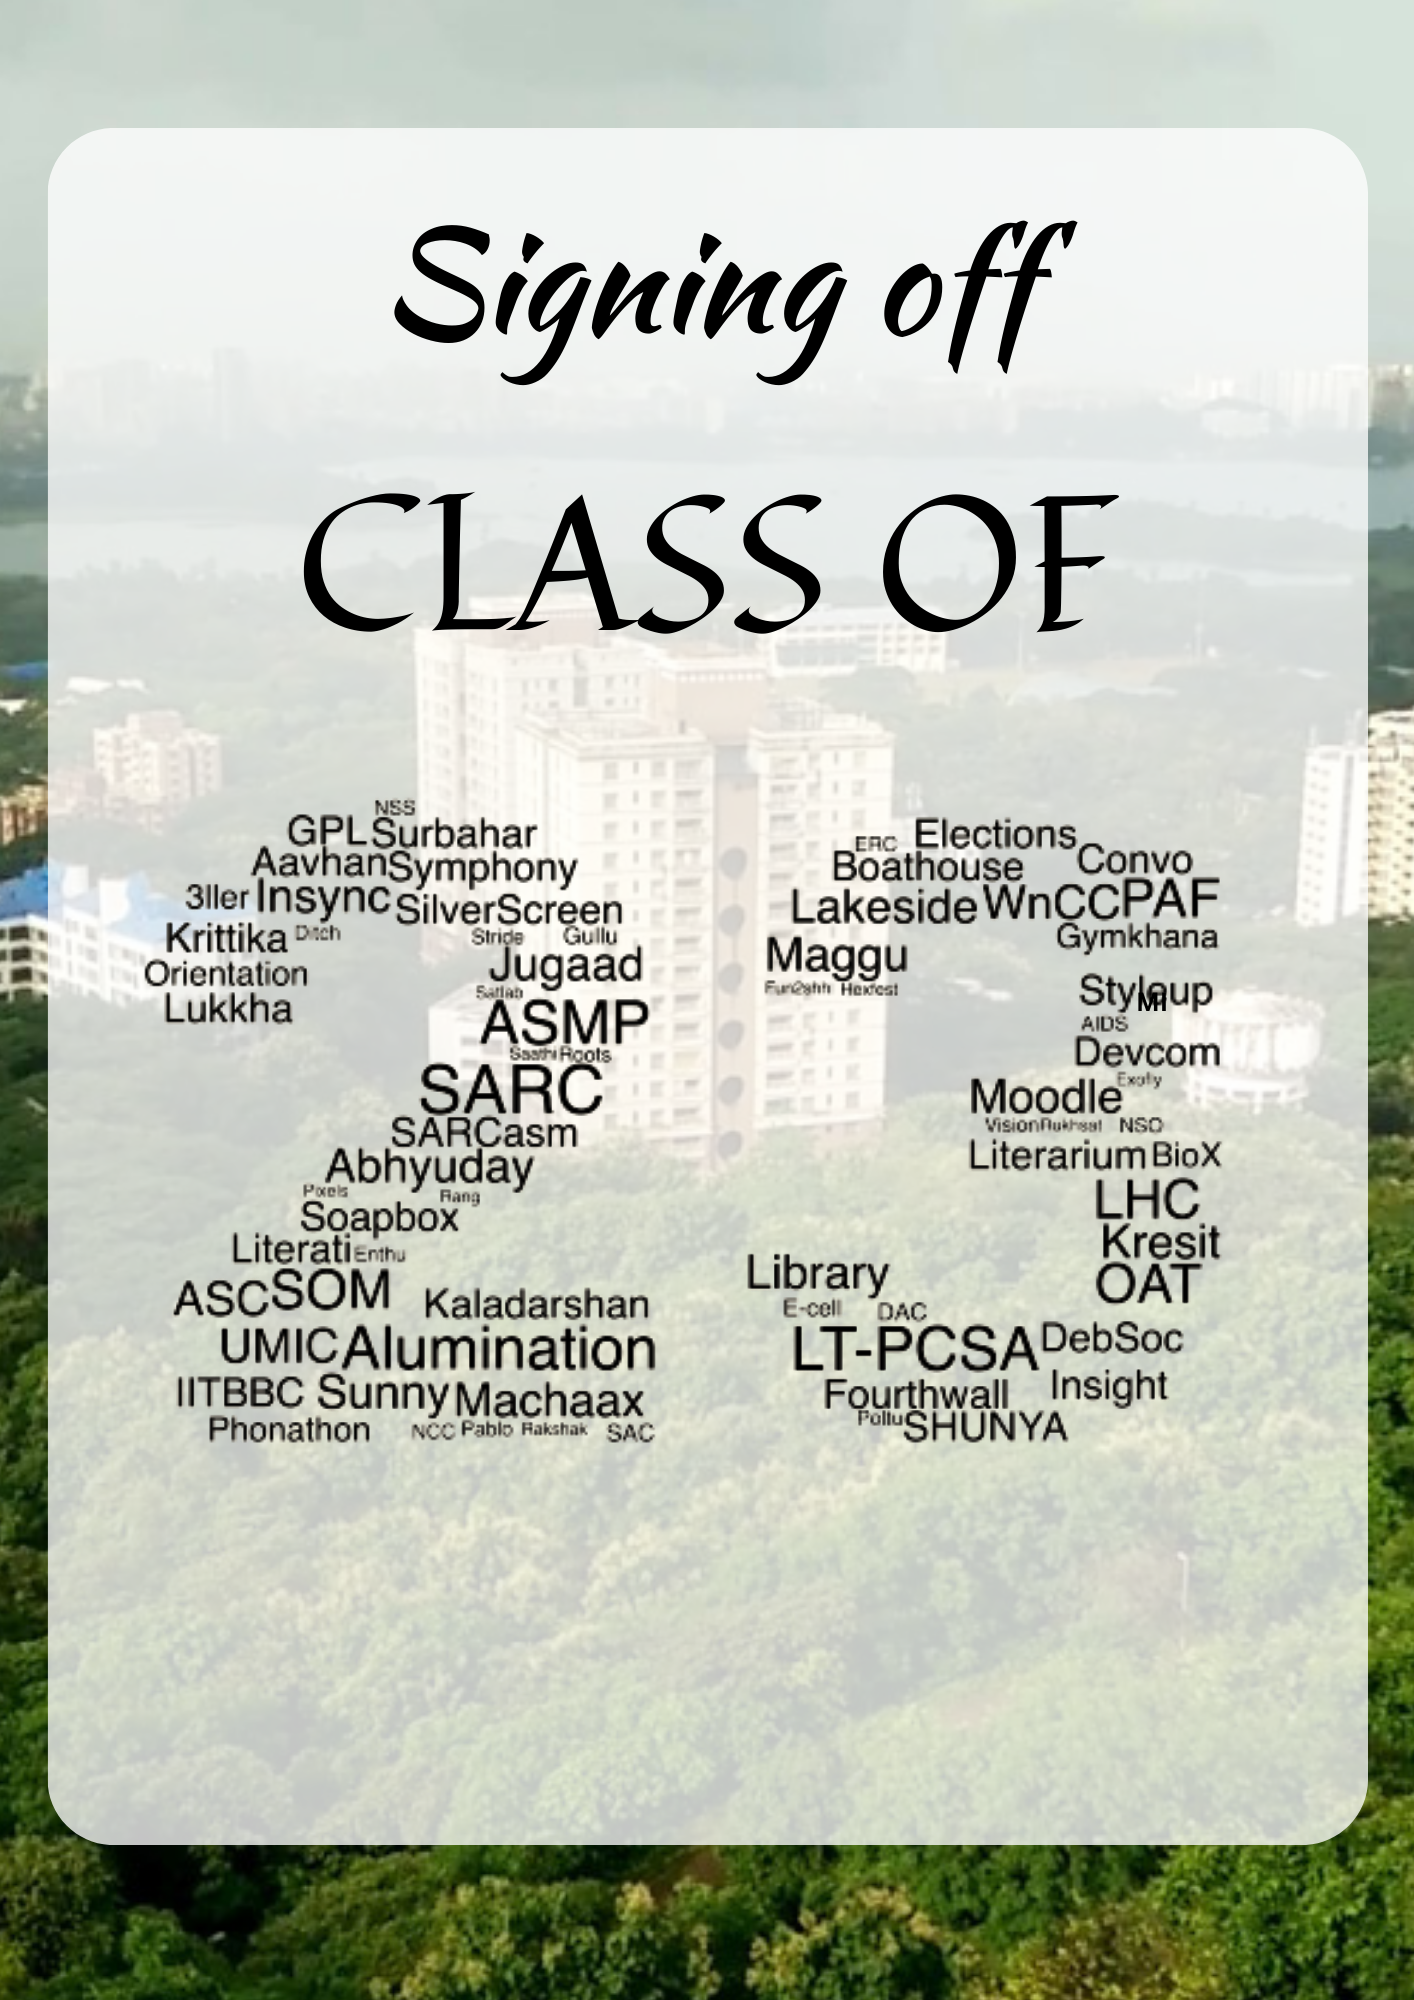 Signing off
CLASS OF
NSS
GPL Surbahar
Aavhan Symphony
3ller Insync SilverScreen
Krittika Ditch Stride Gullu
Orientation Jugaad
Lukkha Satlab
ASMP
Saathi Roots
SARC
SARCasm
Abhyuday
Pixels Rang
Soapbox
Literati Enthu
ASC SOM Kaladarshan
UMIC Alumination
IITBBC Sunny Machaax
Phonathon NCC Pablo Rakshak SAC
ERC Elections
Boathouse Convo
Lakeside WnCC PAF
Maggu Gymkhana
Fun2shh Hexfest
Styleup
MI
AIDS
Devcom
Moodle Exofly
Vision Rukhsat NSO
Literarium BioX
LHC
Kresit
Library OAT
E-cell DAC
LT-PCSA DebSoc
Fourthwall Insight
Pollu SHUNYA